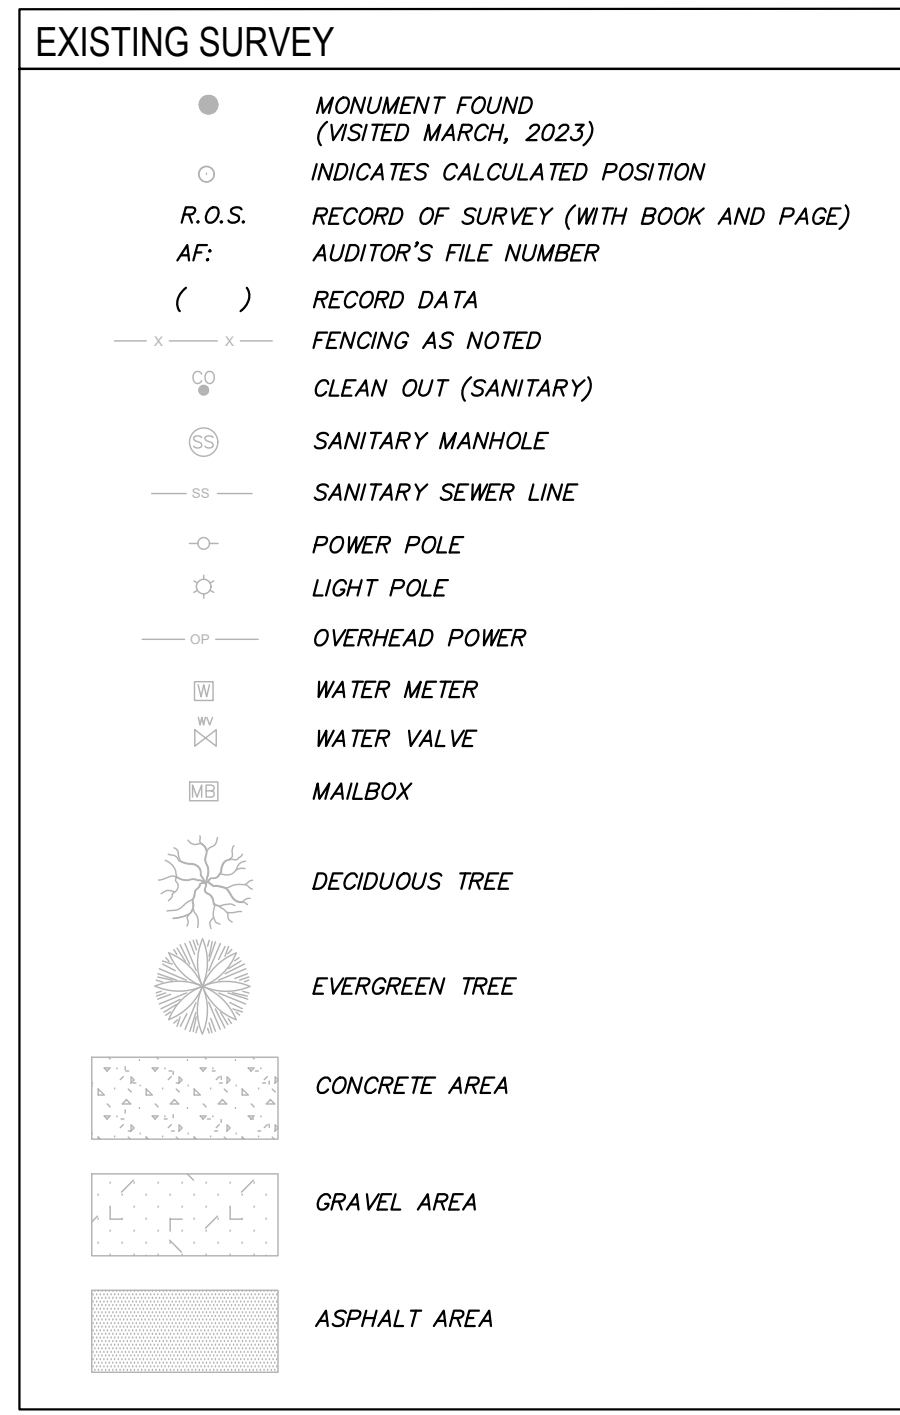 EXISTING SURVEY
MONUMENT FOUND
(VISITED MARCH, 2023)
INDICATES CALCULATED POSITION
R.O.S. RECORD OF SURVEY (WITH BOOK AND PAGE)
AF: AUDITOR'S FILE NUMBER
( ) RECORD DATA
X X FENCING AS NOTED
CO CLEAN OUT (SANITARY)
SS SANITARY MANHOLE
SS SANITARY SEWER LINE
POWER POLE
LIGHT POLE
OP OVERHEAD POWER
W WATER METER
WV
WATER VALVE
MB MAILBOX
DECIDUOUS TREE
EVERGREEN TREE
CONCRETE AREA
GRAVEL AREA
ASPHALT AREA